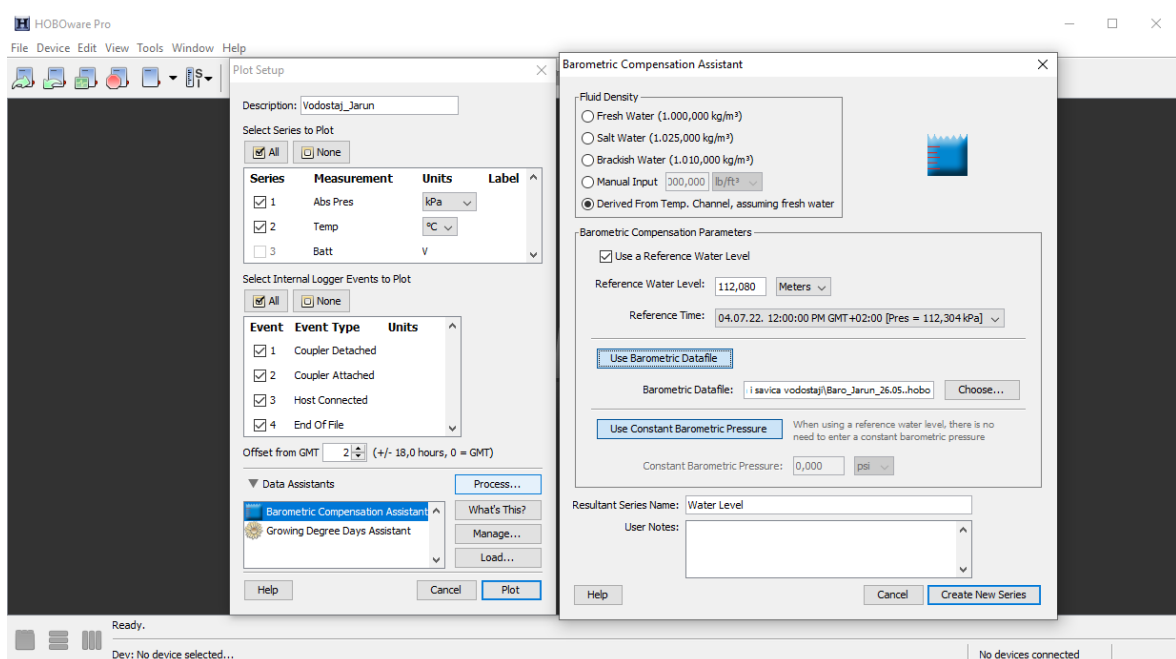 HOBOware Pro
File Device Edit View Tools Window Help
Plot Setup
Description: Vodostaj_Jarun
Select Series to Plot
All None
Series Measurement Units Label
1 Abs Pres kPa
2 Temp °C
3 Batt V
Select Internal Logger Events to Plot
All None
Event Event Type Units
1 Coupler Detached
2 Coupler Attached
3 Host Connected
4 End Of File
Offset from GMT 2 (+/- 18,0 hours, 0 = GMT)
Data Assistants Process...
Barometric Compensation Assistant What's This?
Growing Degree Days Assistant Manage...
Load...
Help Cancel Plot
Barometric Compensation Assistant
Fluid Density
Fresh Water (1.000,000 kg/m³)
Salt Water (1.025,000 kg/m³)
Brackish Water (1.010,000 kg/m³)
Manual Input 000,000 lb/ft³
Derived From Temp. Channel, assuming fresh water
Barometric Compensation Parameters
Use a Reference Water Level
Reference Water Level: 112,080 Meters
Reference Time: 04.07.22. 12:00:00 PM GMT+02:00 [Pres = 112,304 kPa]
Use Barometric Datafile
Barometric Datafile: i savica vodostaji\Baro_Jarun_26.05..hobo Choose...
Use Constant Barometric Pressure When using a reference water level, there is no
need to enter a constant barometric pressure
Constant Barometric Pressure: 0,000 psi
Resultant Series Name: Water Level
User Notes:
Help Cancel Create New Series
Ready.
Dev: No device selected... No devices connected